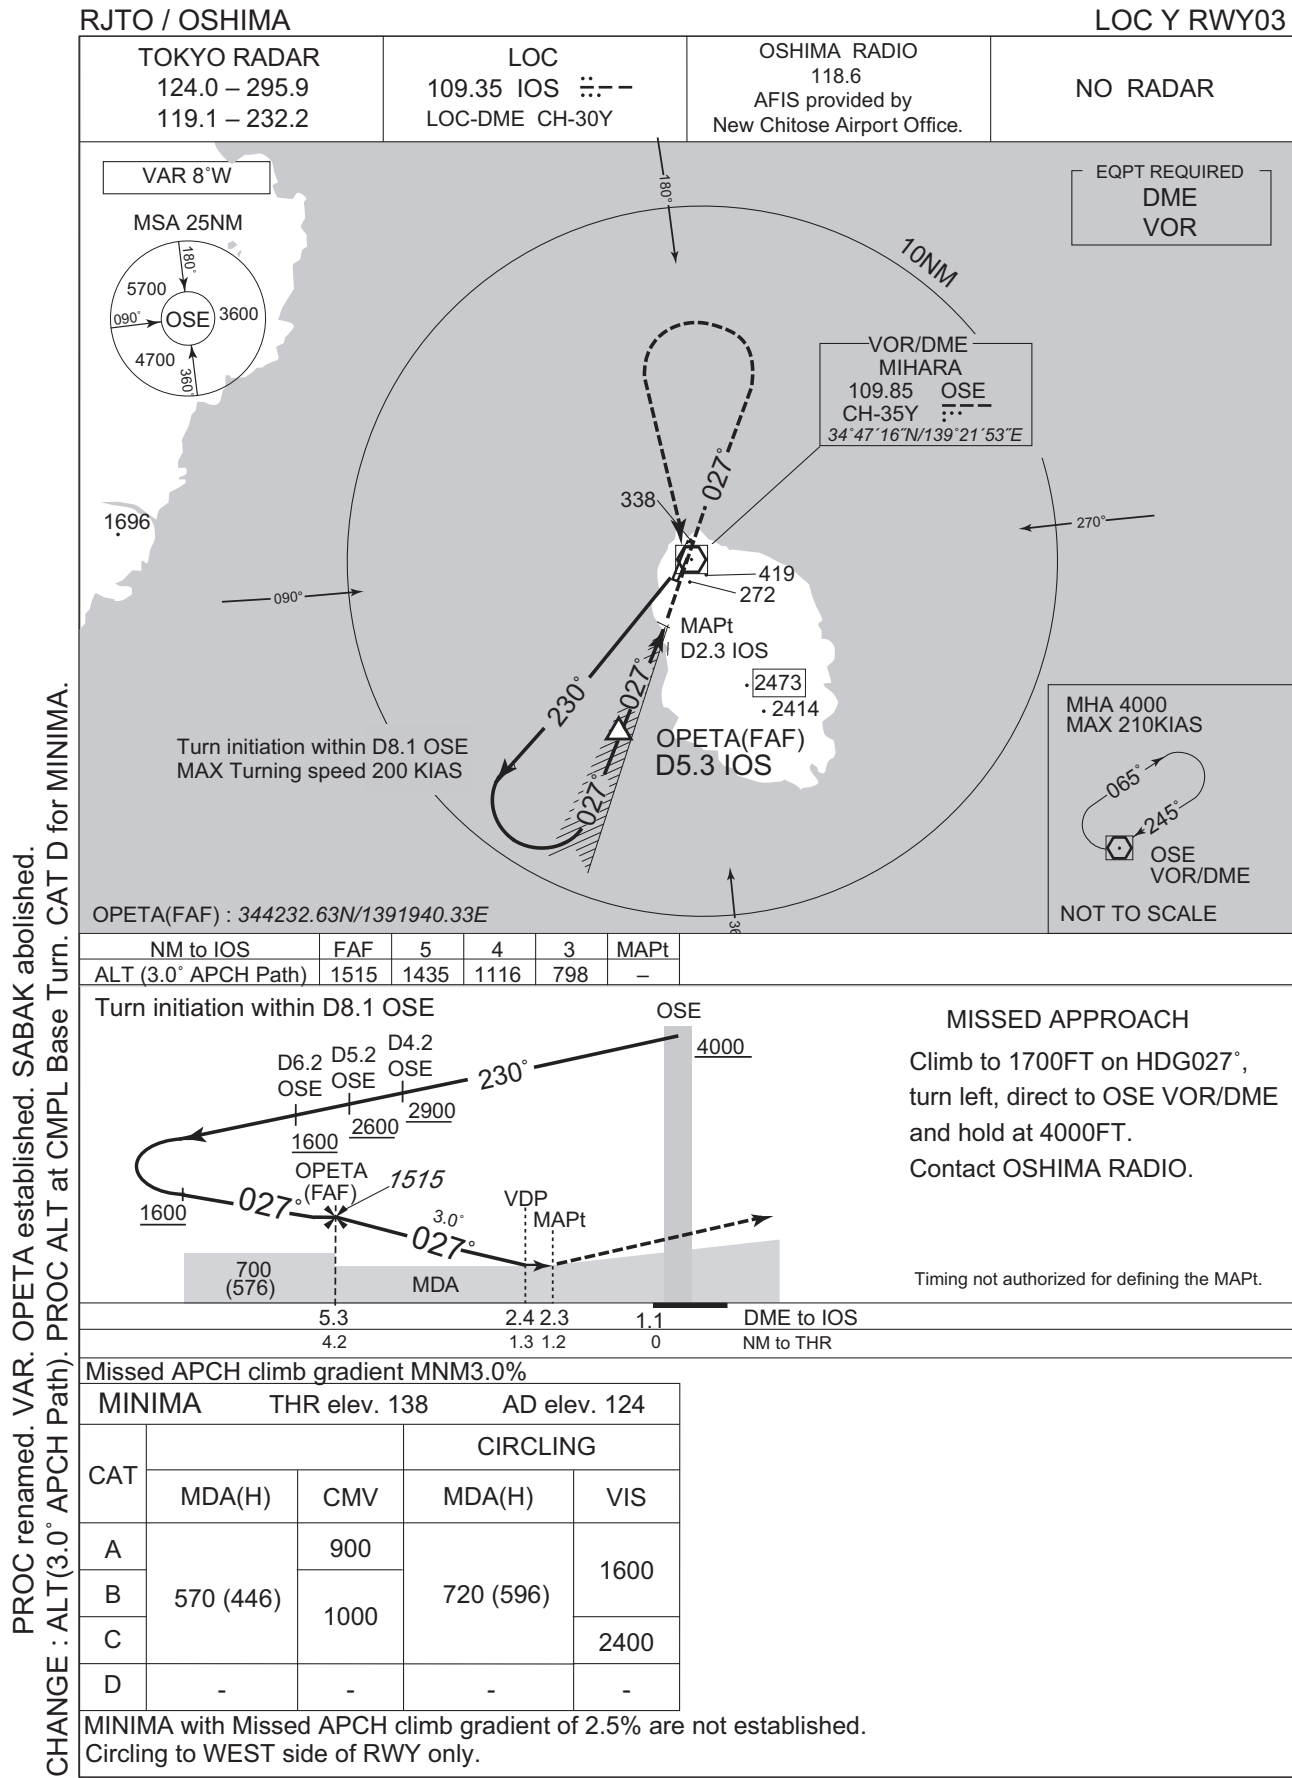 RJTO / OSHIMA
LOC Y RWY03
TOKYO RADAR
124.0 – 295.9
119.1 – 232.2
LOC
109.35 IOS
LOC-DME CH-30Y
OSHIMA RADIO
118.6
AFIS provided by
New Chitose Airport Office.
NO RADAR
VAR 8°W
MSA 25NM
180°
5700
3600
090°
OSE
4700
360°
180°
EQPT REQUIRED
DME
VOR
10NM
VOR/DME
MIHARA
109.85 OSE
CH-35Y
34°47´16˝N/139°21´53˝E
027°
338
1696
270°
090°
419
272
MAPt
D2.3 IOS
2473
2414
230°
027°
OPETA(FAF)
D5.3 IOS
Turn initiation within D8.1 OSE
MAX Turning speed 200 KIAS
027°
MHA 4000
MAX 210KIAS
065°
245°
OSE
VOR/DME
NOT TO SCALE
36
OPETA(FAF) : 344232.63N/1391940.33E
NM to IOS FAF 5 4 3 MAPt
ALT (3.0° APCH Path) 1515 1435 1116 798 –
Turn initiation within D8.1 OSE
OSE
4000
D6.2
OSE
D5.2
OSE
D4.2
OSE
230°
2900
2600
1600
OPETA
(FAF)
1515
1600
027°
3.0°
027°
VDP
MAPt
700
(576)
MDA
MISSED APPROACH
Climb to 1700FT on HDG027°,
turn left, direct to OSE VOR/DME
and hold at 4000FT.
Contact OSHIMA RADIO.
Timing not authorized for defining the MAPt.
5.3 2.4 2.3 1.1 DME to IOS
4.2 1.3 1.2 0 NM to THR
Missed APCH climb gradient MNM3.0%
MINIMA THR elev. 138 AD elev. 124
CAT
CIRCLING
MDA(H) CMV MDA(H) VIS
A 900
B 570 (446) 1000 720 (596) 1600
C 2400
D - - - -
MINIMA with Missed APCH climb gradient of 2.5% are not established.
Circling to WEST side of RWY only.
PROC renamed. VAR. OPETA established. SABAK abolished.
CHANGE : ALT(3.0° APCH Path). PROC ALT at CMPL Base Turn. CAT D for MINIMA.